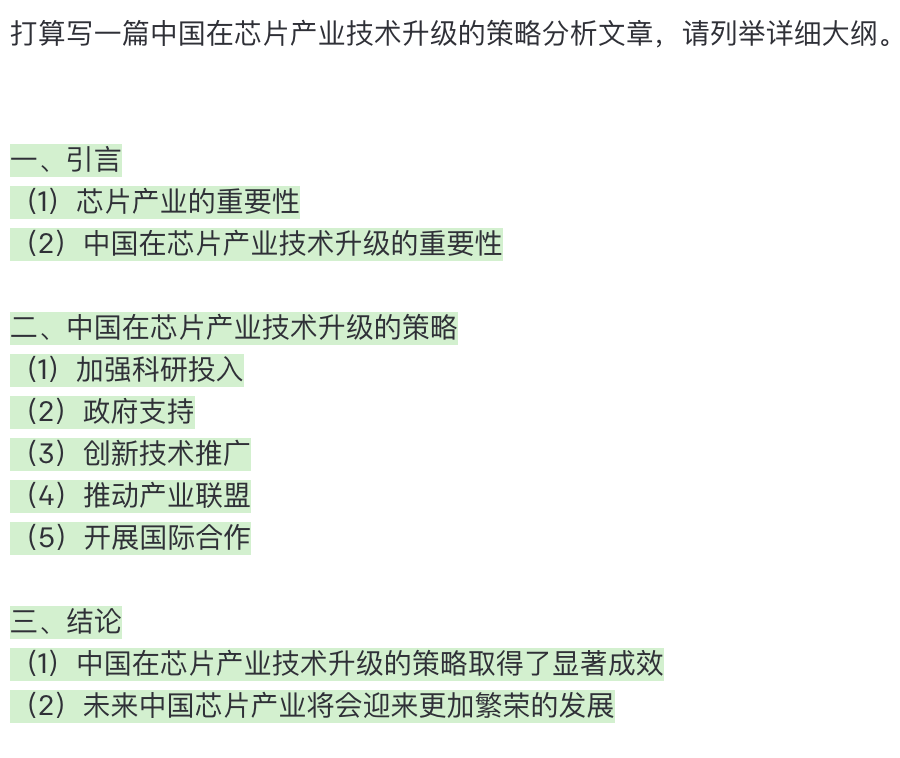 打算写一篇中国在芯片产业技术升级的策略分析文章，请列举详细大纲。
一、引言
（1）芯片产业的重要性
（2）中国在芯片产业技术升级的重要性
二、中国在芯片产业技术升级的策略
（1）加强科研投入
（2）政府支持
（3）创新技术推广
（4）推动产业联盟
（5）开展国际合作
三、结论
（1）中国在芯片产业技术升级的策略取得了显著成效
（2）未来中国芯片产业将会迎来更加繁荣的发展